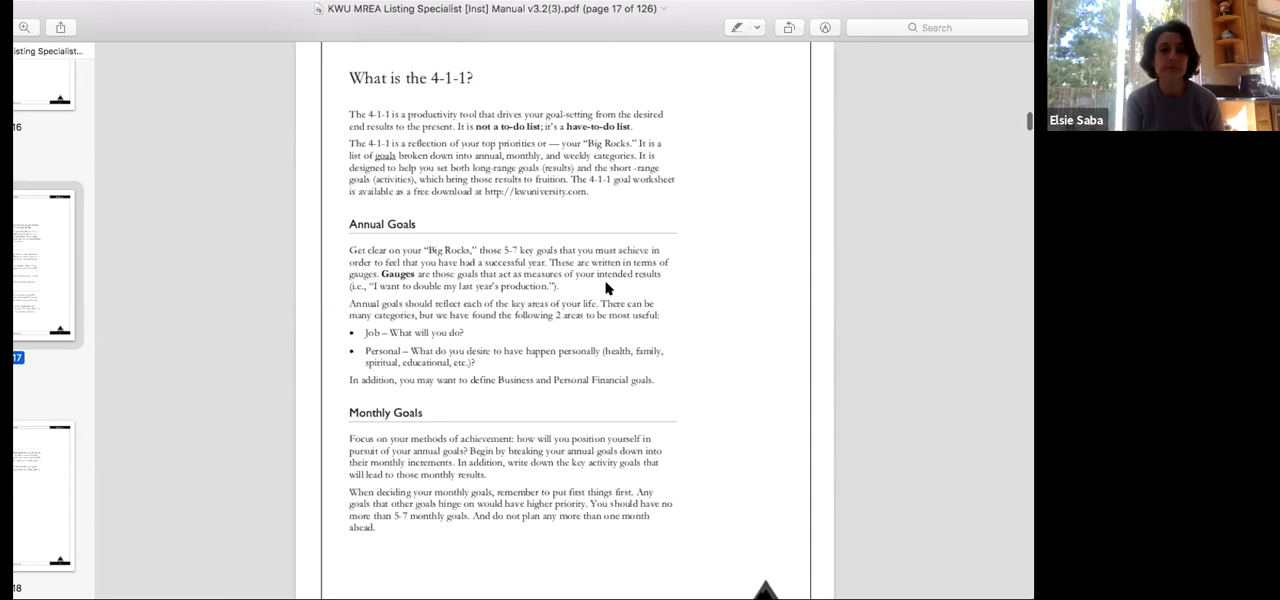 KWU MREA Listing Specialist [Inst] Manual v3.2(3).pdf (page 17 of 126)
Search
isting Specialist...
16
17
18
What is the 4-1-1?
The 4-1-1 is a productivity tool that drives your goal-setting from the desired
end results to the present. It is not a to-do list; it's a have-to-do list.
The 4-1-1 is a reflection of your top priorities or — your “Big Rocks.” It is a
list of goals broken down into annual, monthly, and weekly categories. It is
designed to help you set both long-range goals (results) and the short -range
goals (activities), which bring those results to fruition. The 4-1-1 goal worksheet
is available as a free download at http://kwuniversity.com.
Annual Goals
Get clear on your “Big Rocks,” those 5-7 key goals that you must achieve in
order to feel that you have had a successful year. These are written in terms of
gauges. Gauges are those goals that act as measures of your intended results
(i.e., “I want to double my last year's production.”).
Annual goals should reflect each of the key areas of your life. There can be
many categories, but we have found the following 2 areas to be most useful:
• Job – What will you do?
• Personal – What do you desire to have happen personally (health, family,
spiritual, educational, etc.)?
In addition, you may want to define Business and Personal Financial goals.
Monthly Goals
Focus on your methods of achievement: how will you position yourself in
pursuit of your annual goals? Begin by breaking your annual goals down into
their monthly increments. In addition, write down the key activity goals that
will lead to those monthly results.
When deciding your monthly goals, remember to put first things first. Any
goals that other goals hinge on would have higher priority. You should have no
more than 5-7 monthly goals. And do not plan any more than one month
ahead.
Elsie Saba